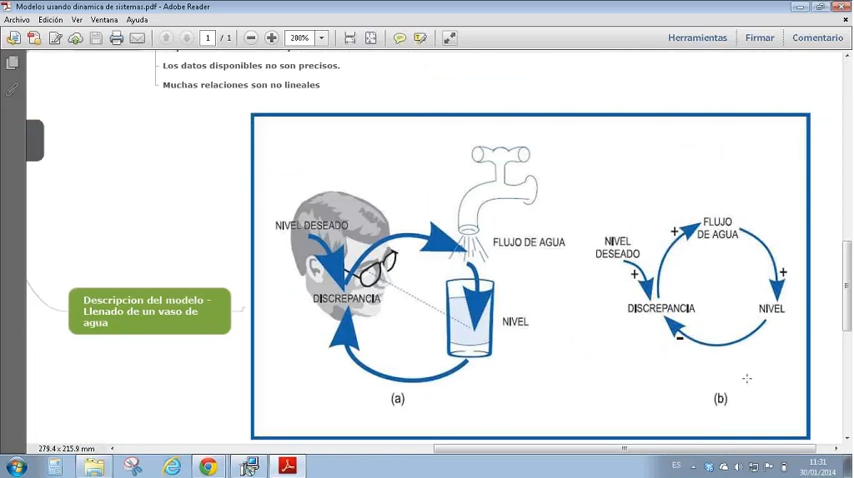 Modelos usando dinamica de sistemas.pdf - Adobe Reader
Archivo Edición Ver Ventana Ayuda
1 / 1 200% Herramientas Firmar Comentario
Los datos disponibles no son precisos.
Muchas relaciones son no lineales
Descripcion del modelo -
Llenado de un vaso de
agua
NIVEL DESEADO
FLUJO DE AGUA
DISCREPANCIA
NIVEL
(a)
FLUJO
DE AGUA
+
NIVEL
DESEADO
+
+
DISCREPANCIA
NIVEL
-
(b)
279.4 x 215.9 mm
ES
11:31
30/01/2014